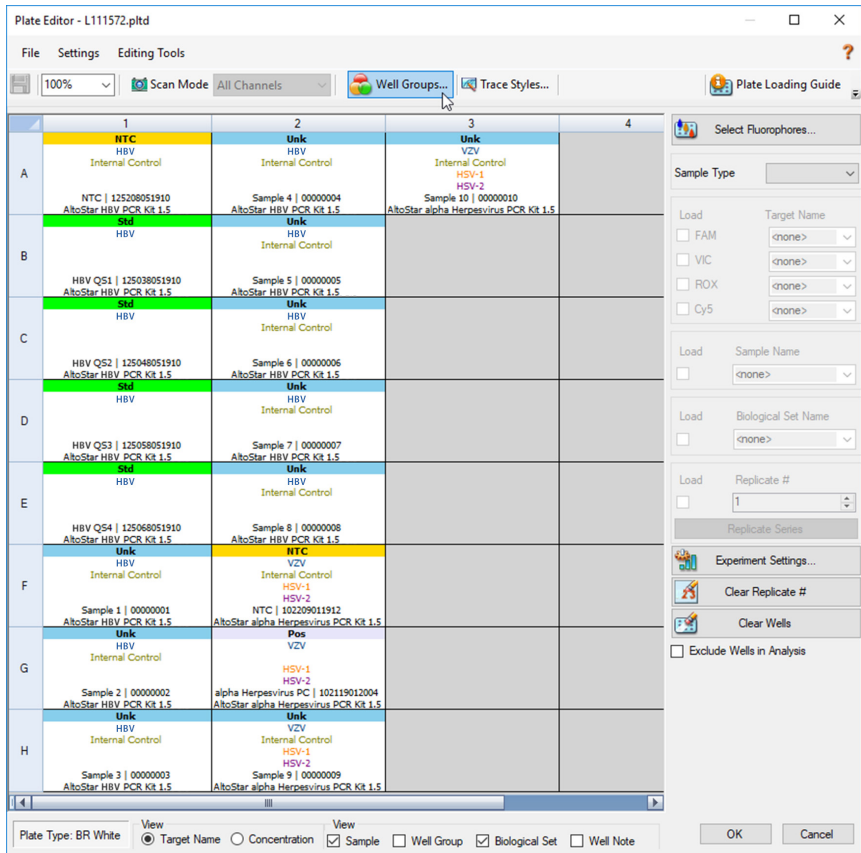 Plate Editor - L111572.pltd
File Settings Editing Tools ?
100% Scan Mode All Channels Well Groups... Trace Styles... Plate Loading Guide
1 2 3 4
A
NTC
HBV
Internal Control
NTC | 125208051910
AltoStar HBV PCR Kit 1.5
Unk
HBV
Internal Control
Sample 4 | 00000004
AltoStar HBV PCR Kit 1.5
Unk
VZV
Internal Control
HSV-1
HSV-2
Sample 10 | 00000010
AltoStar alpha Herpesvirus PCR Kit 1.5
B
Std
HBV
HBV QS1 | 125038051910
AltoStar HBV PCR Kit 1.5
Unk
HBV
Internal Control
Sample 5 | 00000005
AltoStar HBV PCR Kit 1.5
C
Std
HBV
HBV QS2 | 125048051910
AltoStar HBV PCR Kit 1.5
Unk
HBV
Internal Control
Sample 6 | 00000006
AltoStar HBV PCR Kit 1.5
D
Std
HBV
HBV QS3 | 125058051910
AltoStar HBV PCR Kit 1.5
Unk
HBV
Internal Control
Sample 7 | 00000007
AltoStar HBV PCR Kit 1.5
E
Std
HBV
HBV QS4 | 125068051910
AltoStar HBV PCR Kit 1.5
Unk
HBV
Internal Control
Sample 8 | 00000008
AltoStar HBV PCR Kit 1.5
F
Unk
HBV
Internal Control
Sample 1 | 00000001
AltoStar HBV PCR Kit 1.5
NTC
VZV
Internal Control
HSV-1
HSV-2
NTC | 102209011912
AltoStar alpha Herpesvirus PCR Kit 1.5
G
Unk
HBV
Internal Control
Sample 2 | 00000002
AltoStar HBV PCR Kit 1.5
Pos
VZV
HSV-1
HSV-2
alpha Herpesvirus PC | 102119012004
AltoStar alpha Herpesvirus PCR Kit 1.5
H
Unk
HBV
Internal Control
Sample 3 | 00000003
AltoStar HBV PCR Kit 1.5
Unk
VZV
Internal Control
HSV-1
HSV-2
Sample 9 | 00000009
AltoStar alpha Herpesvirus PCR Kit 1.5
Select Fluorophores...
Sample Type
Load Target Name
FAM <none>
VIC <none>
ROX <none>
Cy5 <none>
Load Sample Name
<none>
Load Biological Set Name
<none>
Load Replicate #
1
Replicate Series
Experiment Settings...
Clear Replicate #
Clear Wells
Exclude Wells in Analysis
Plate Type: BR White
View
Target Name Concentration
View
Sample Well Group Biological Set Well Note
OK Cancel